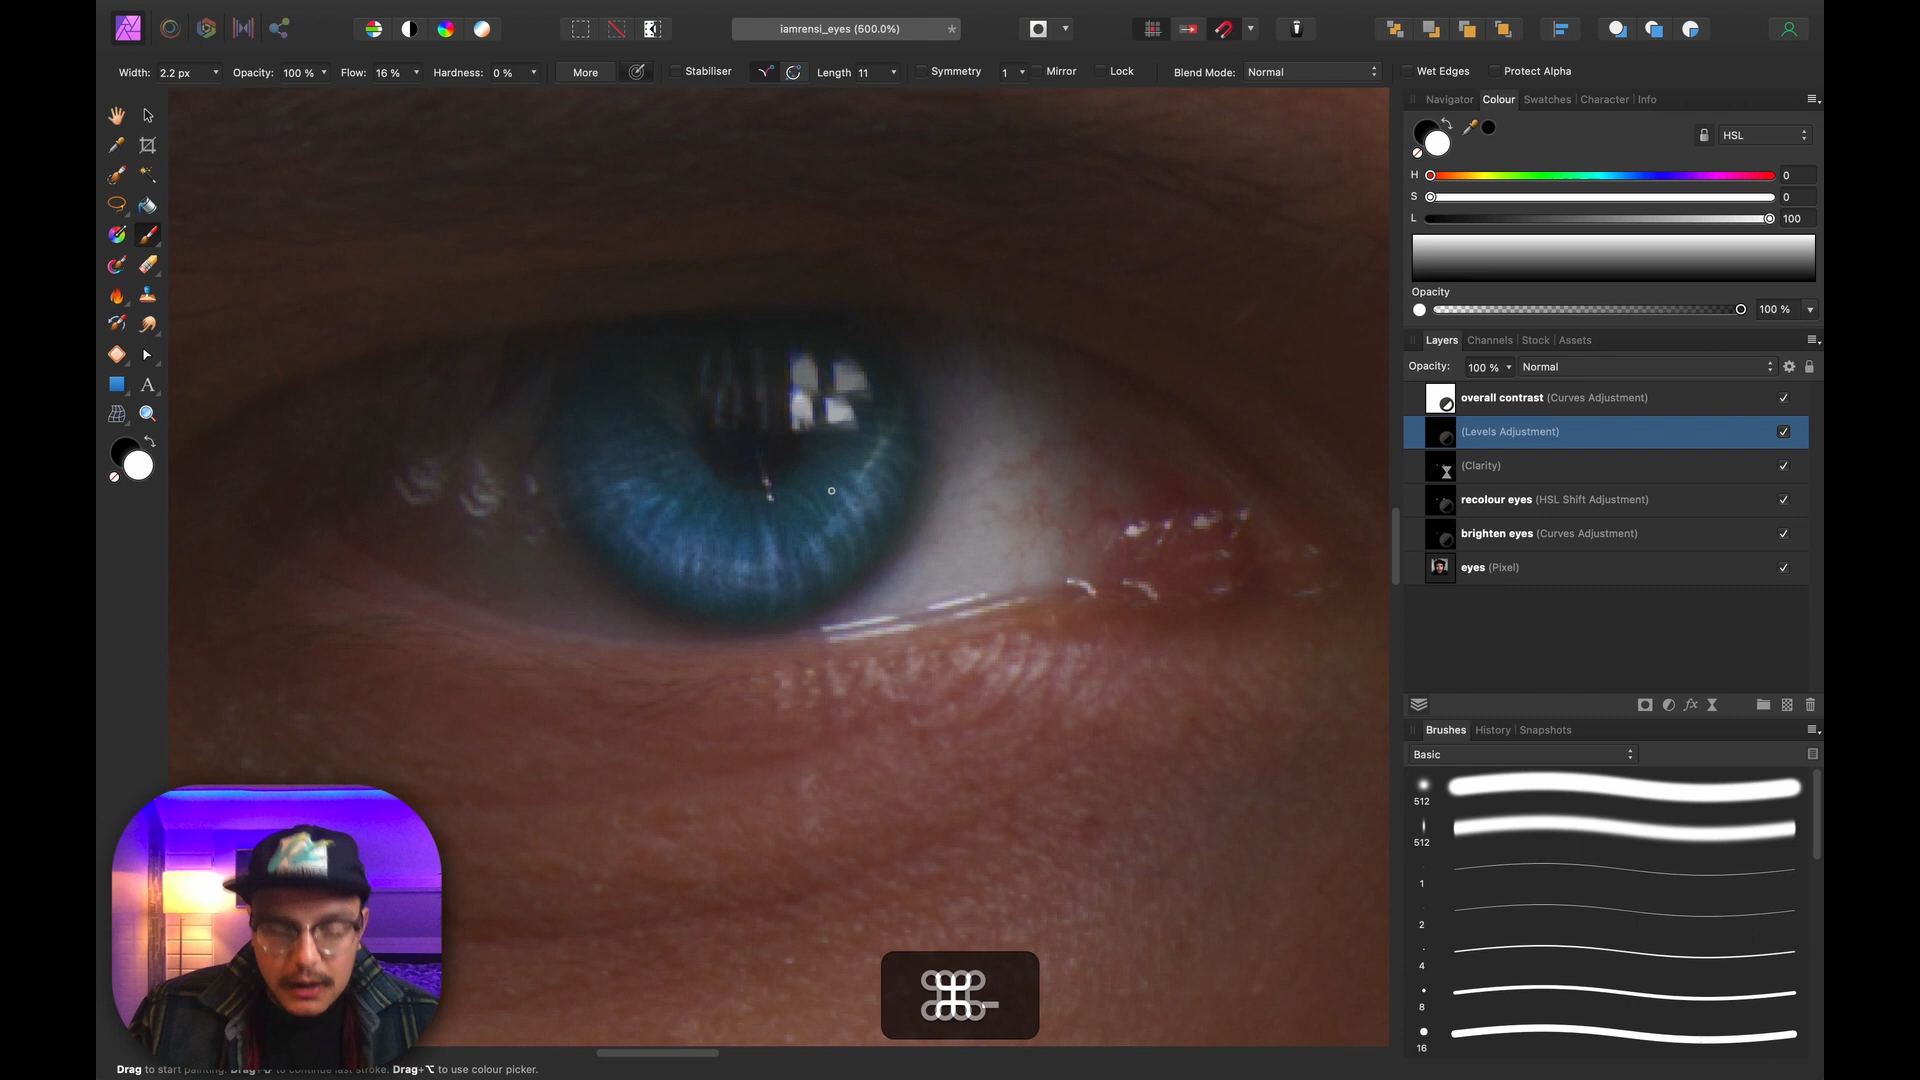 iamrensi_eyes (600.0%)
Width: 2.2 px Opacity: 100 % Flow: 16 % Hardness: 0 % More Stabiliser Length 11 Symmetry 1 Mirror Lock Blend Mode: Normal Wet Edges Protect Alpha
Navigator Colour Swatches Character Info
HSL
H 0
S 0
L 100
Opacity
100 %
Layers Channels Stock Assets
Opacity: 100 % Normal
overall contrast (Curves Adjustment)
(Levels Adjustment)
(Clarity)
recolour eyes (HSL Shift Adjustment)
brighten eyes (Curves Adjustment)
eyes (Pixel)
fx
Brushes History Snapshots
Basic
512
512
1
2
4
8
16
⌘-
Drag to start painting. to continue last stroke. Drag+⌥ to use colour picker.